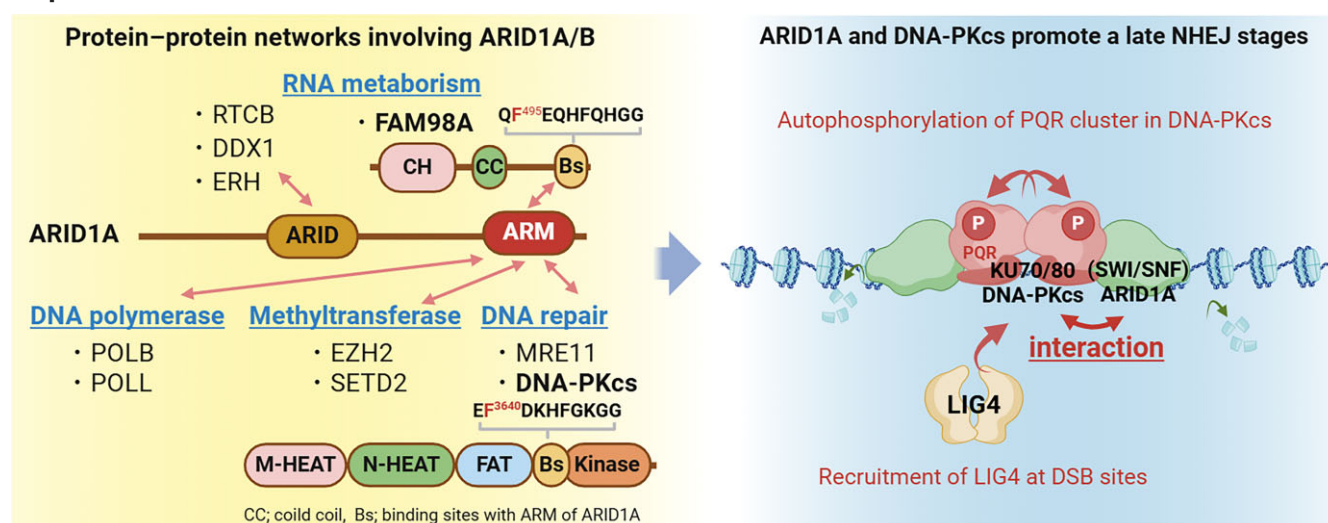 Protein–protein networks involving ARID1A/B
RNA metaborism
・RTCB
・DDX1
・ERH
・FAM98A
QF495EQHFQHGG
CH
CC
Bs
ARID1A
ARID
ARM
DNA polymerase
・POLB
・POLL
Methyltransferase
・EZH2
・SETD2
DNA repair
・MRE11
・DNA-PKcs
EF3640DKHFGKGG
M-HEAT
N-HEAT
FAT
Bs
Kinase
CC; coild coil, Bs; binding sites with ARM of ARID1A
ARID1A and DNA-PKcs promote a late NHEJ stages
Autophosphorylation of PQR cluster in DNA-PKcs
P
P
PQR
KU70/80
DNA-PKcs
(SWI/SNF)
ARID1A
interaction
LIG4
Recruitment of LIG4 at DSB sites